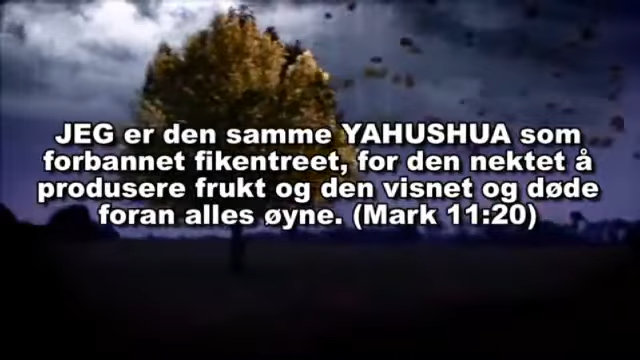 JEG er den samme YAHUSHUA som
forbannet fikentreet, for den nektet å
produsere frukt og den visnet og døde
foran alles øyne. (Mark 11:20)